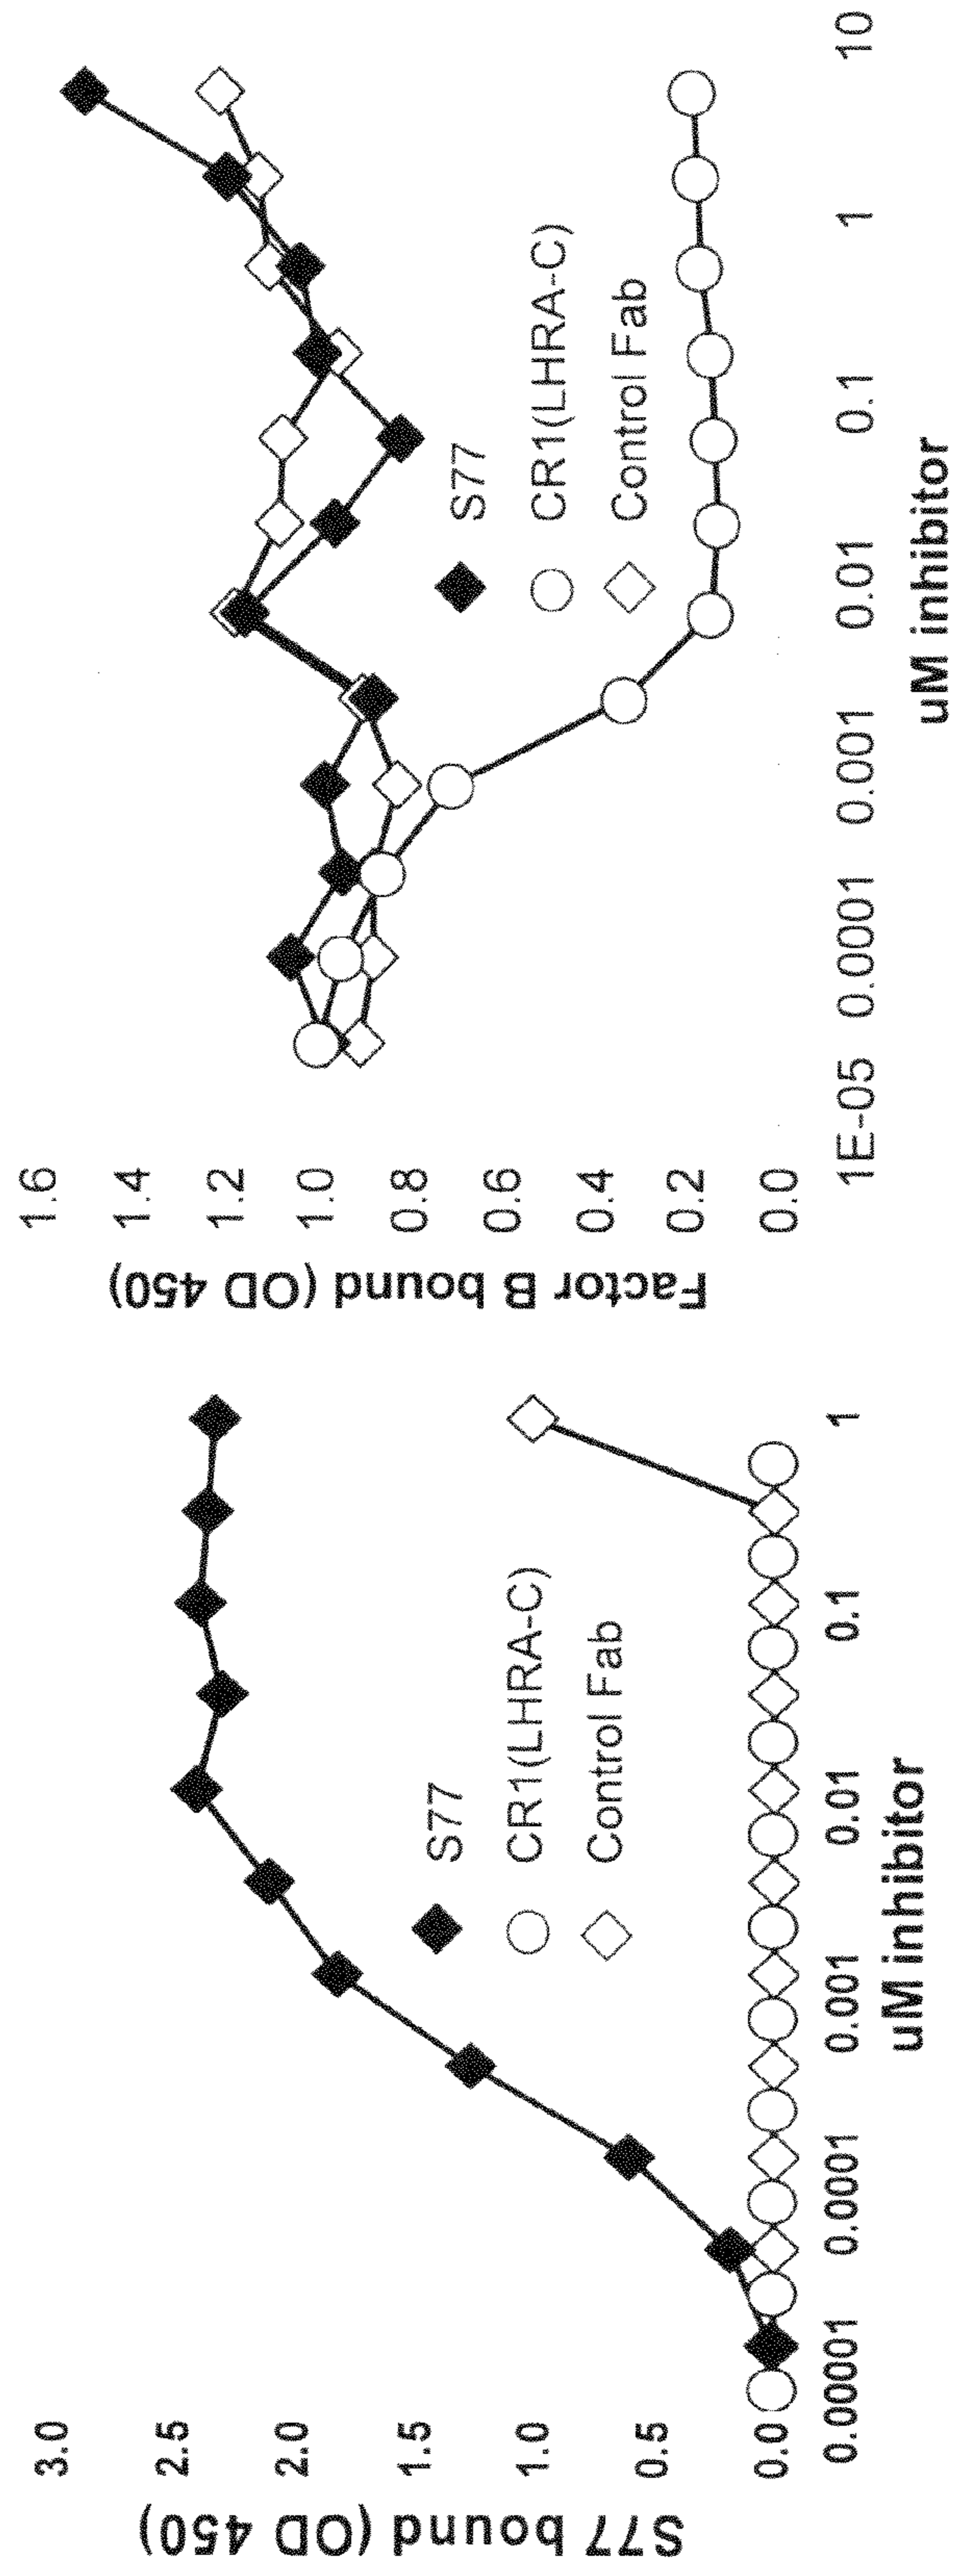 S77 bound (OD 450)
3.0
2.5
2.0
1.5
1.0
0.5
0.0
S77
CR1(LHRA-C)
Control Fab
0.00001 0.0001 0.001 0.01 0.1 1
uM inhibitor
Factor B bound (OD 450)
1.6
1.4
1.2
1.0
0.8
0.6
0.4
0.2
0.0
S77
CR1(LHRA-C)
Control Fab
1E-05 0.0001 0.001 0.01 0.1 1 10
uM inhibitor